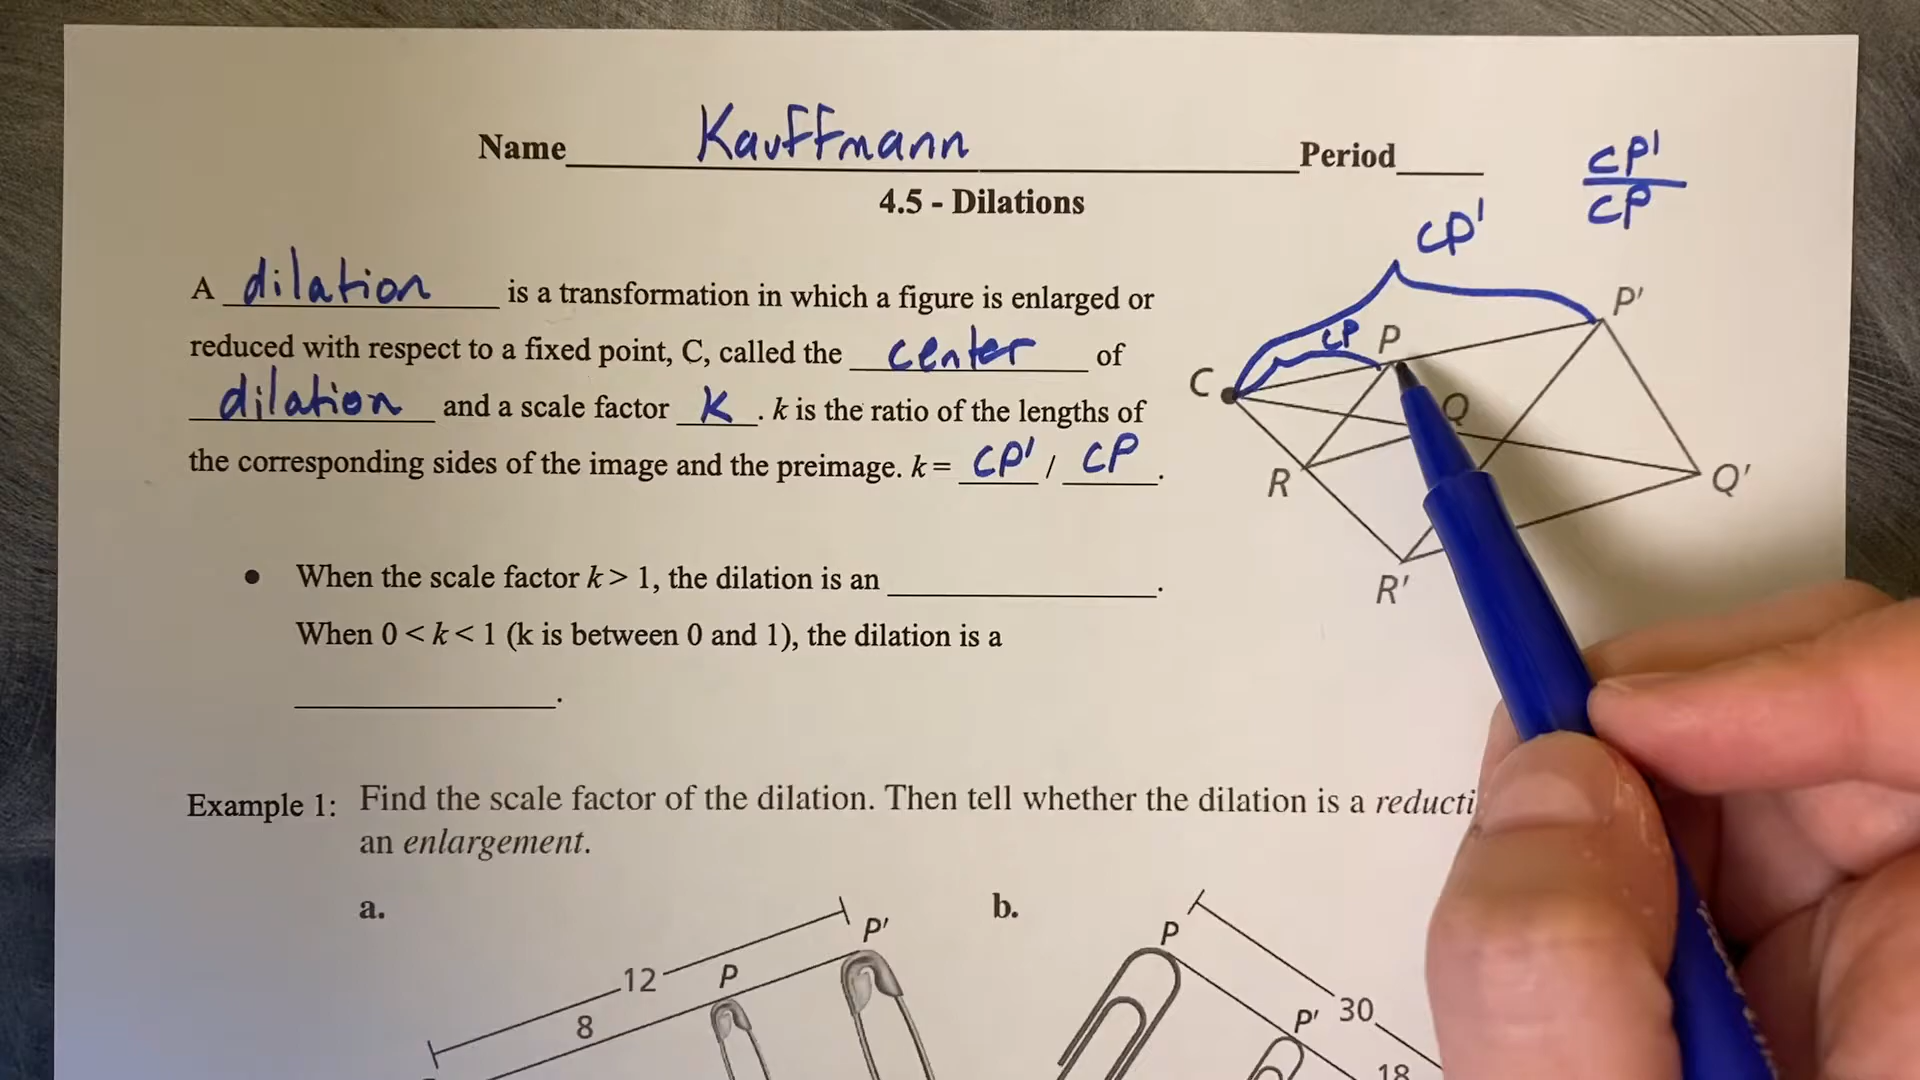 Name Kauffmann Period
CP'
CP
4.5 - Dilations
CP'
A dilation is a transformation in which a figure is enlarged or
reduced with respect to a fixed point, C, called the center of
dilation and a scale factor K. k is the ratio of the lengths of
the corresponding sides of the image and the preimage. k = CP' / CP.
P'
CP P
C
Q
R
Q'
R'
• When the scale factor k > 1, the dilation is an .
When 0 < k < 1 (k is between 0 and 1), the dilation is a
.
Example 1: Find the scale factor of the dilation. Then tell whether the dilation is a reducti
an enlargement.
a.
P'
12 P
8
b.
P
P' 30
18